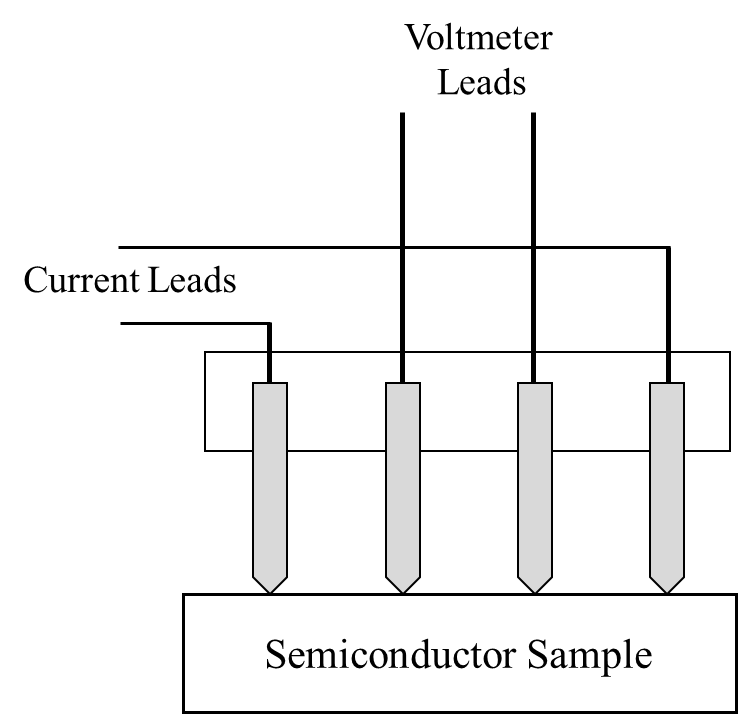 Voltmeter
Leads
Current Leads
Semiconductor Sample